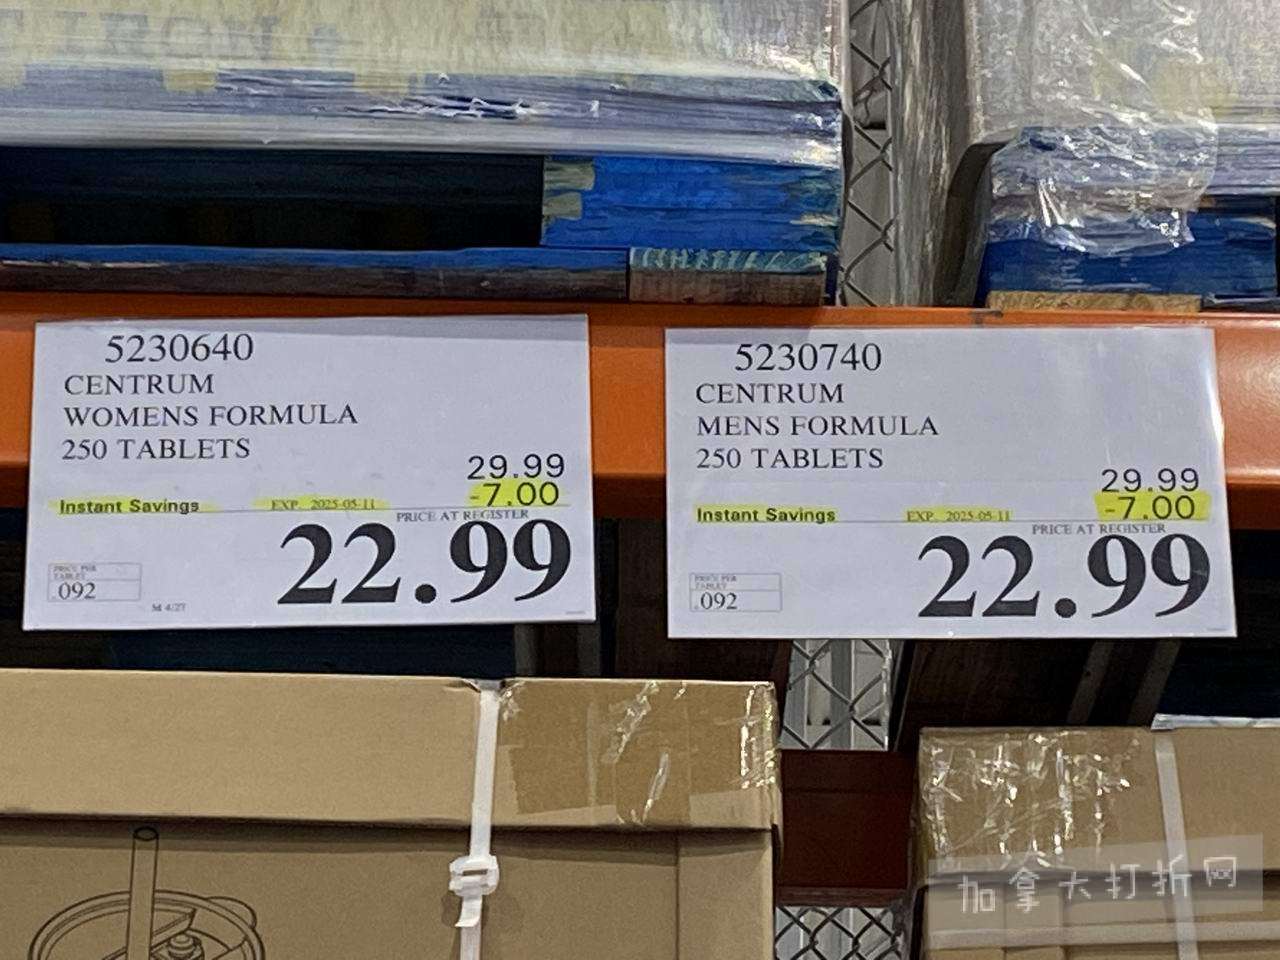 5230640
CENTRUM
WOMENS FORMULA
250 TABLETS
29.99
Instant Savings EXP. 2025-05-11 -7.00
PRICE AT REGISTER
22.99
PRICE PER
TABLET
.092
M 4/27
5230740
CENTRUM
MENS FORMULA
250 TABLETS
29.99
Instant Savings EXP. 2025-05-11 -7.00
PRICE AT REGISTER
22.99
PRICE PER
TABLET
.092
加拿大打折网